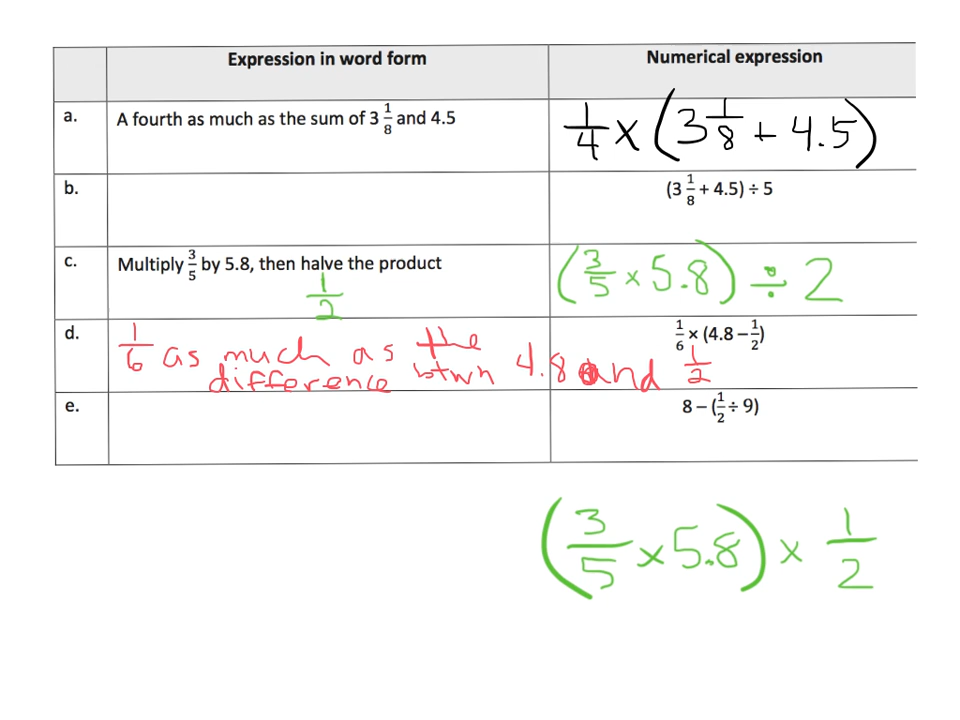 Expression in word form Numerical expression
a. A fourth as much as the sum of 3 1/8 and 4.5 1/4 × (3 1/8 + 4.5)
b. (3 1/8 + 4.5) ÷ 5
c. Multiply 3/5 by 5.8, then halve the product (3/5 × 5.8) ÷ 2
1/2
d. 1/6 × (4.8 – 1/2)
1/6 as much as the
difference btwn 4.8 and 1/2
e. 8 – (1/2 ÷ 9)
(3/5 × 5.8) × 1/2